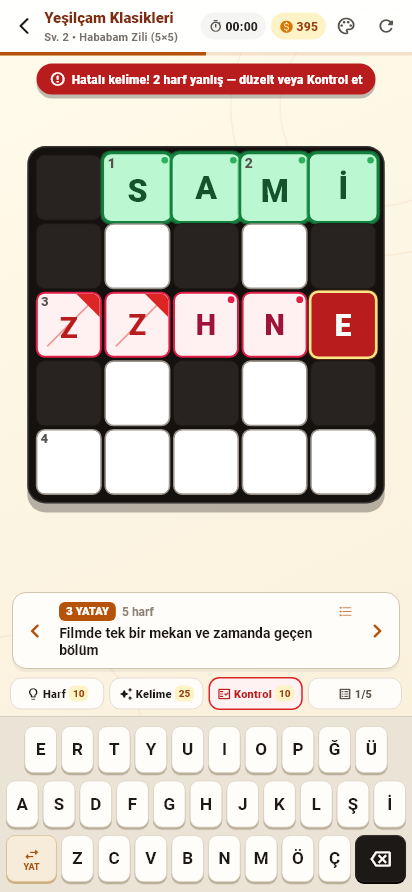 Yeşilçam Klasikleri
Sv. 2 • Hababam Zili (5×5)
00:00
395
Hatalı kelime! 2 harf yanlış — düzelt veya Kontrol et
1 S A 2 M İ
3 Z Z H N E
4
3 YATAY 5 harf
Filmde tek bir mekan ve zamanda geçen
bölüm
Harf 10 Kelime 25 Kontrol 10 1/5
E R T Y U I O P Ğ Ü
A S D F G H J K L Ş İ
YAT Z C V B N M Ö Ç